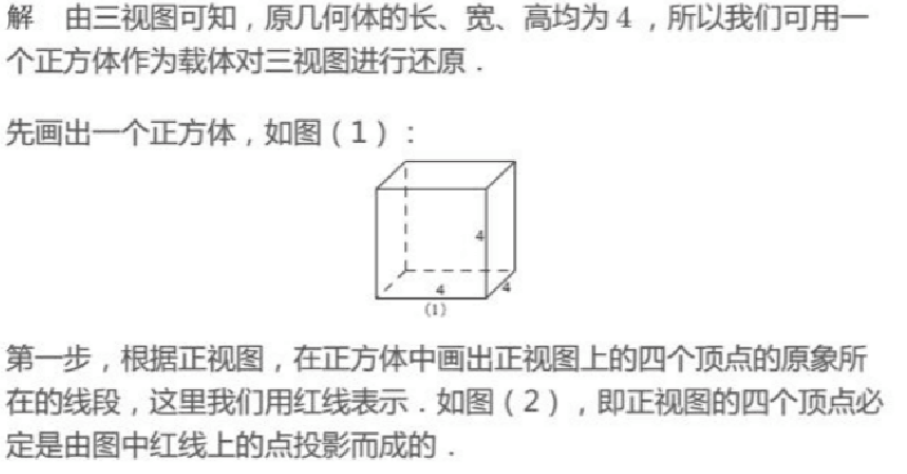 解 由三视图可知，原几何体的长、宽、高均为4，所以我们可用一
个正方体作为载体对三视图进行还原．
先画出一个正方体，如图（1）：
4
4
4
(1)
第一步，根据正视图，在正方体中画出正视图上的四个顶点的原象所
在的线段，这里我们用红线表示．如图（2），即正视图的四个顶点必
定是由图中红线上的点投影而成的．